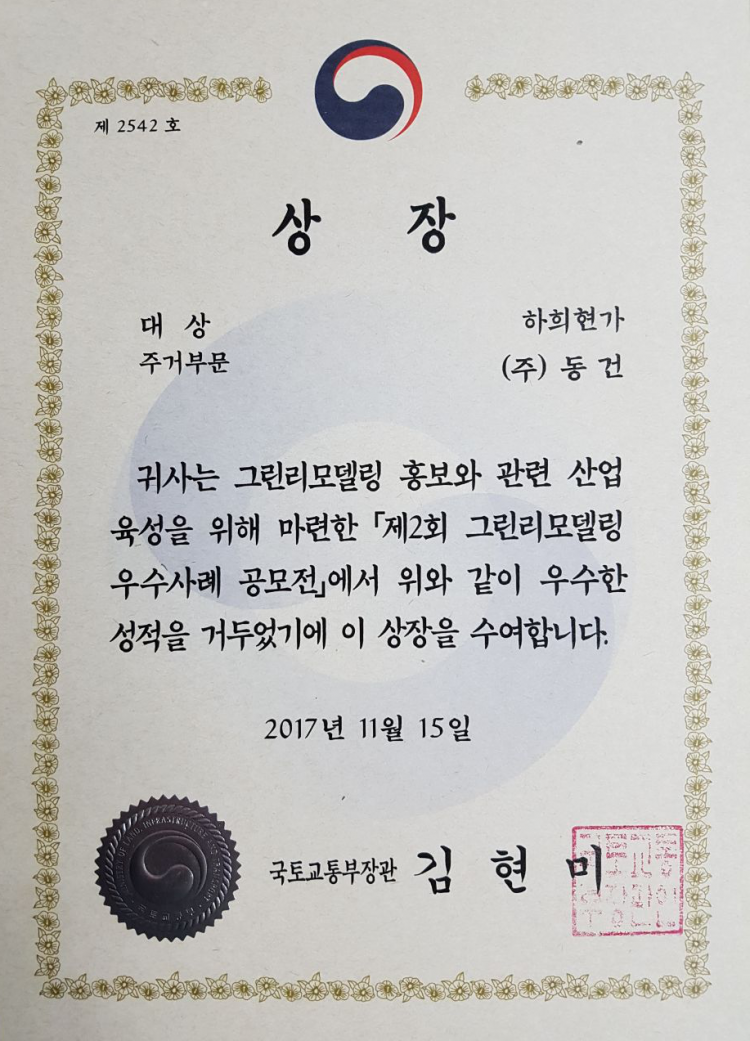 제 2542 호
상 장
대 상 하희현가
주거부문 (주) 동 건
귀사는 그린리모델링 홍보와 관련 산업
육성을 위해 마련한 「제2회 그린리모델링
우수사례 공모전」에서 위와 같이 우수한
성적을 거두었기에 이 상장을 수여합니다.
2017년 11월 15일
국토교통부장관 김 현 미